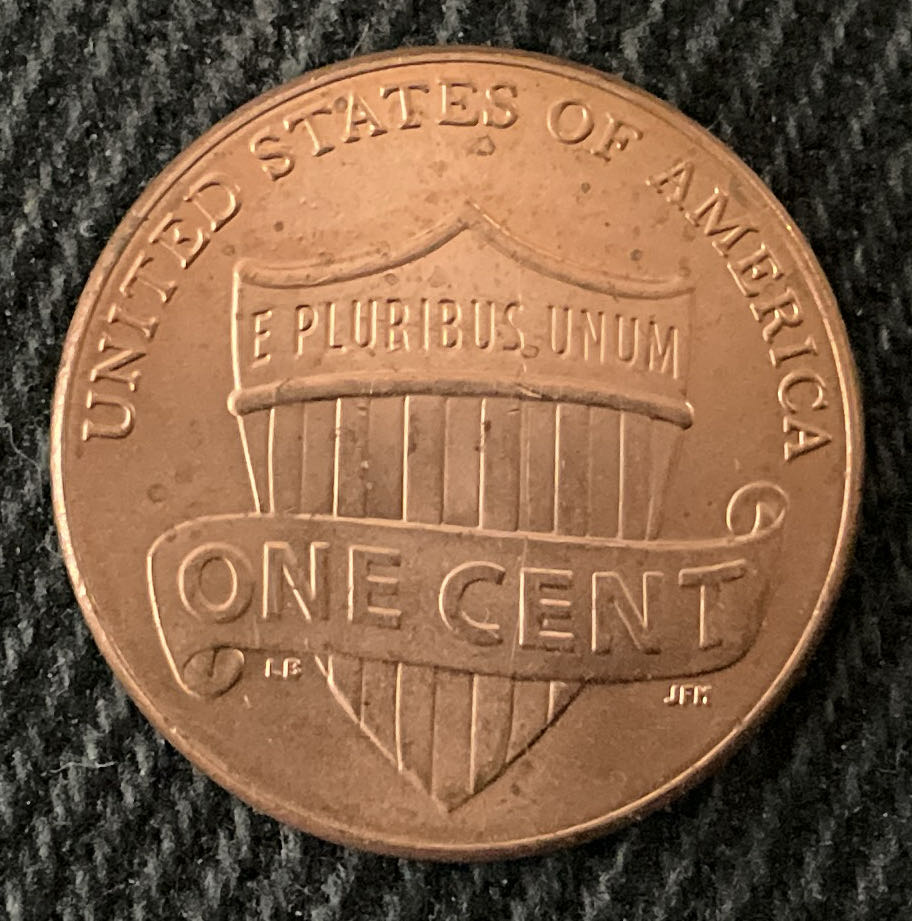 UNITED STATES OF AMERICA
E PLURIBUS UNUM
ONE CENT
LB
JFM